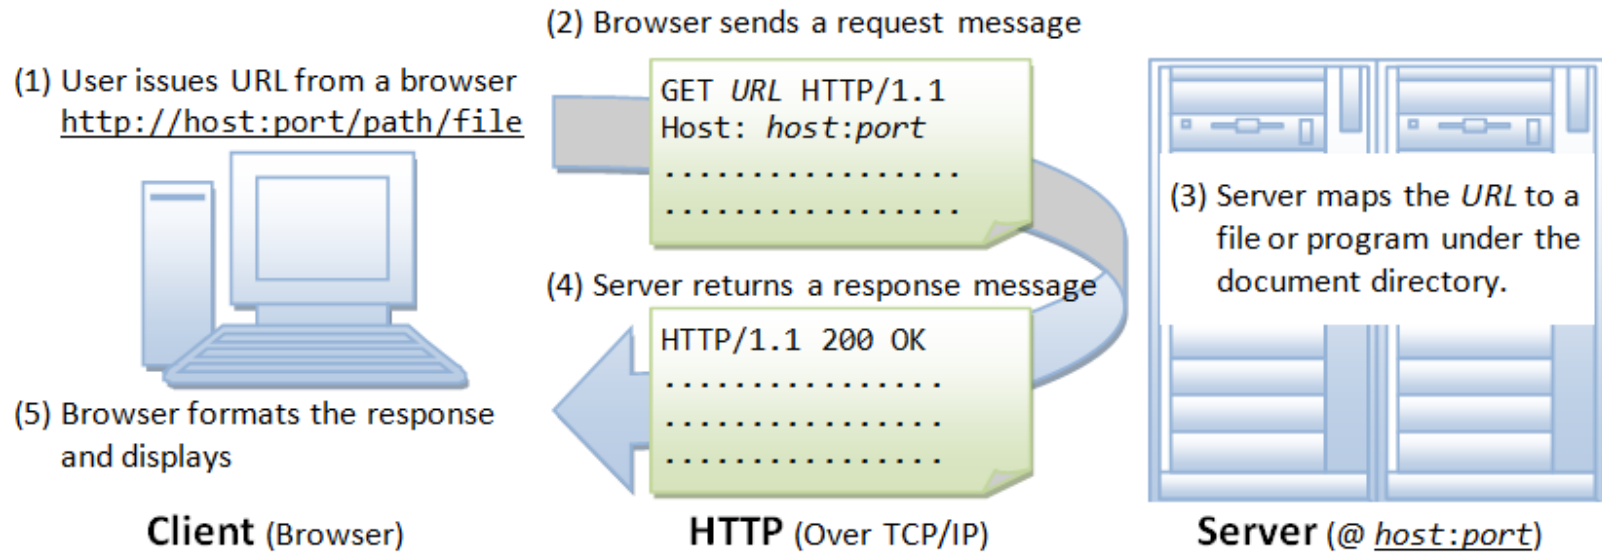 (2) Browser sends a request message
(1) User issues URL from a browser
http://host:port/path/file
GET URL HTTP/1.1
Host: host:port
..................
..................
(3) Server maps the URL to a
file or program under the
document directory.
(4) Server returns a response message
HTTP/1.1 200 OK
................
................
................
(5) Browser formats the response
and displays
Client (Browser)
HTTP (Over TCP/IP)
Server (@ host:port)